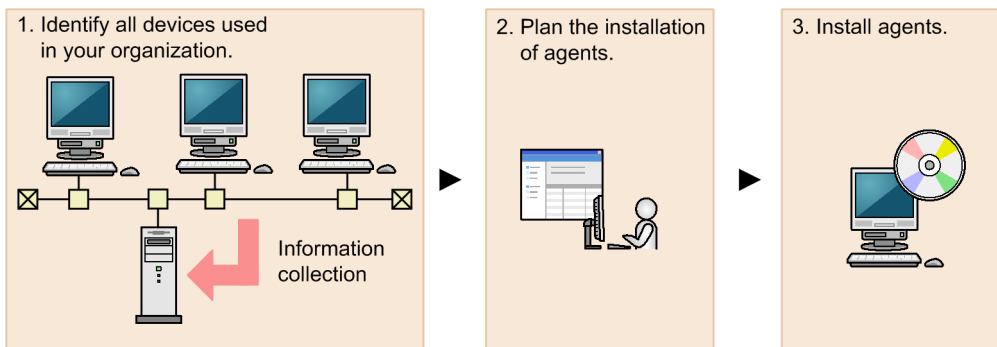 1. Identify all devices used
in your organization.
Information
collection
2. Plan the installation
of agents.
3. Install agents.